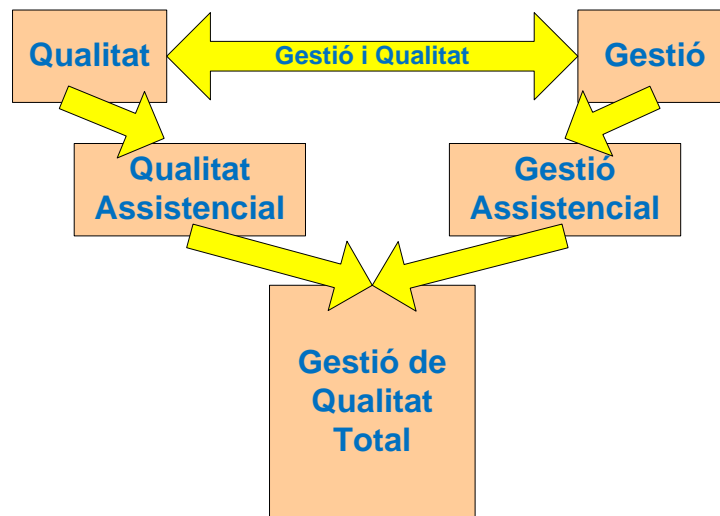 Qualitat
Gestió i Qualitat
Gestió
Qualitat
Assistencial
Gestió
Assistencial
Gestió de
Qualitat
Total